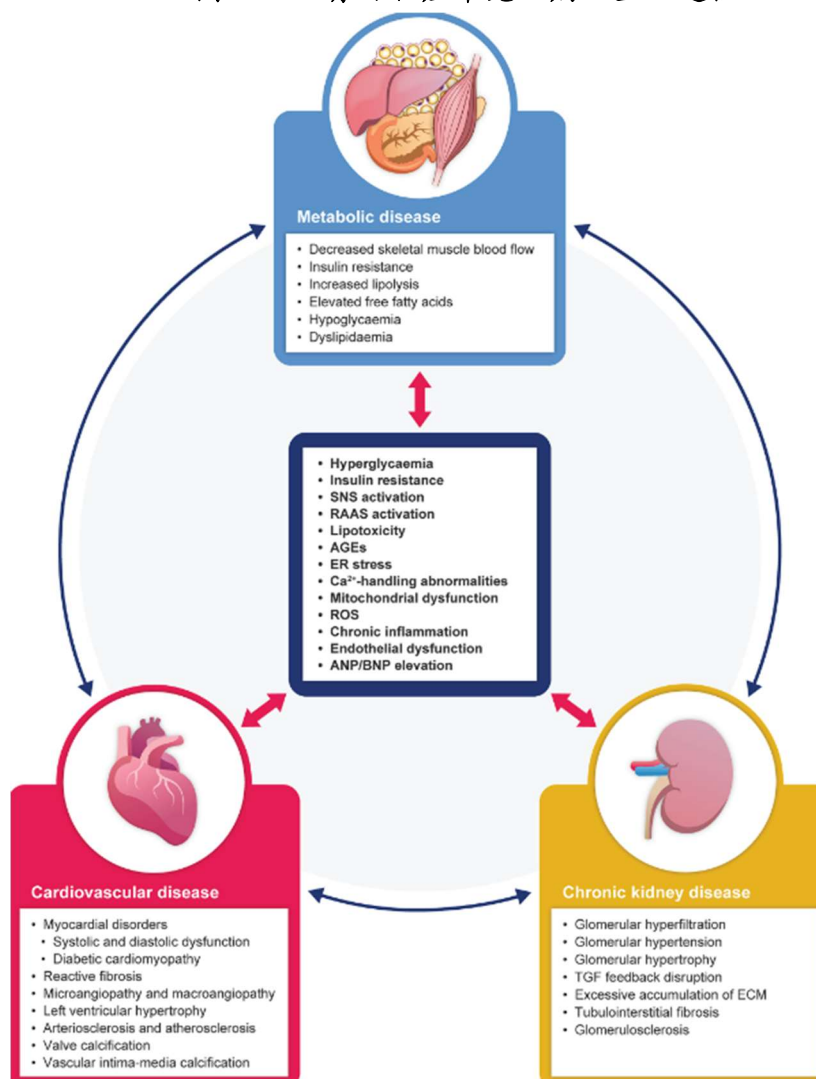 Metabolic disease
• Decreased skeletal muscle blood flow
• Insulin resistance
• Increased lipolysis
• Elevated free fatty acids
• Hypoglycaemia
• Dyslipidaemia
• Hyperglycaemia
• Insulin resistance
• SNS activation
• RAAS activation
• Lipotoxicity
• AGEs
• ER stress
• Ca²⁺-handling abnormalities
• Mitochondrial dysfunction
• ROS
• Chronic inflammation
• Endothelial dysfunction
• ANP/BNP elevation
Cardiovascular disease
• Myocardial disorders
• Systolic and diastolic dysfunction
• Diabetic cardiomyopathy
• Reactive fibrosis
• Microangiopathy and macroangiopathy
• Left ventricular hypertrophy
• Arteriosclerosis and atherosclerosis
• Valve calcification
• Vascular intima-media calcification
Chronic kidney disease
• Glomerular hyperfiltration
• Glomerular hypertension
• Glomerular hypertrophy
• TGF feedback disruption
• Excessive accumulation of ECM
• Tubulointerstitial fibrosis
• Glomerulosclerosis